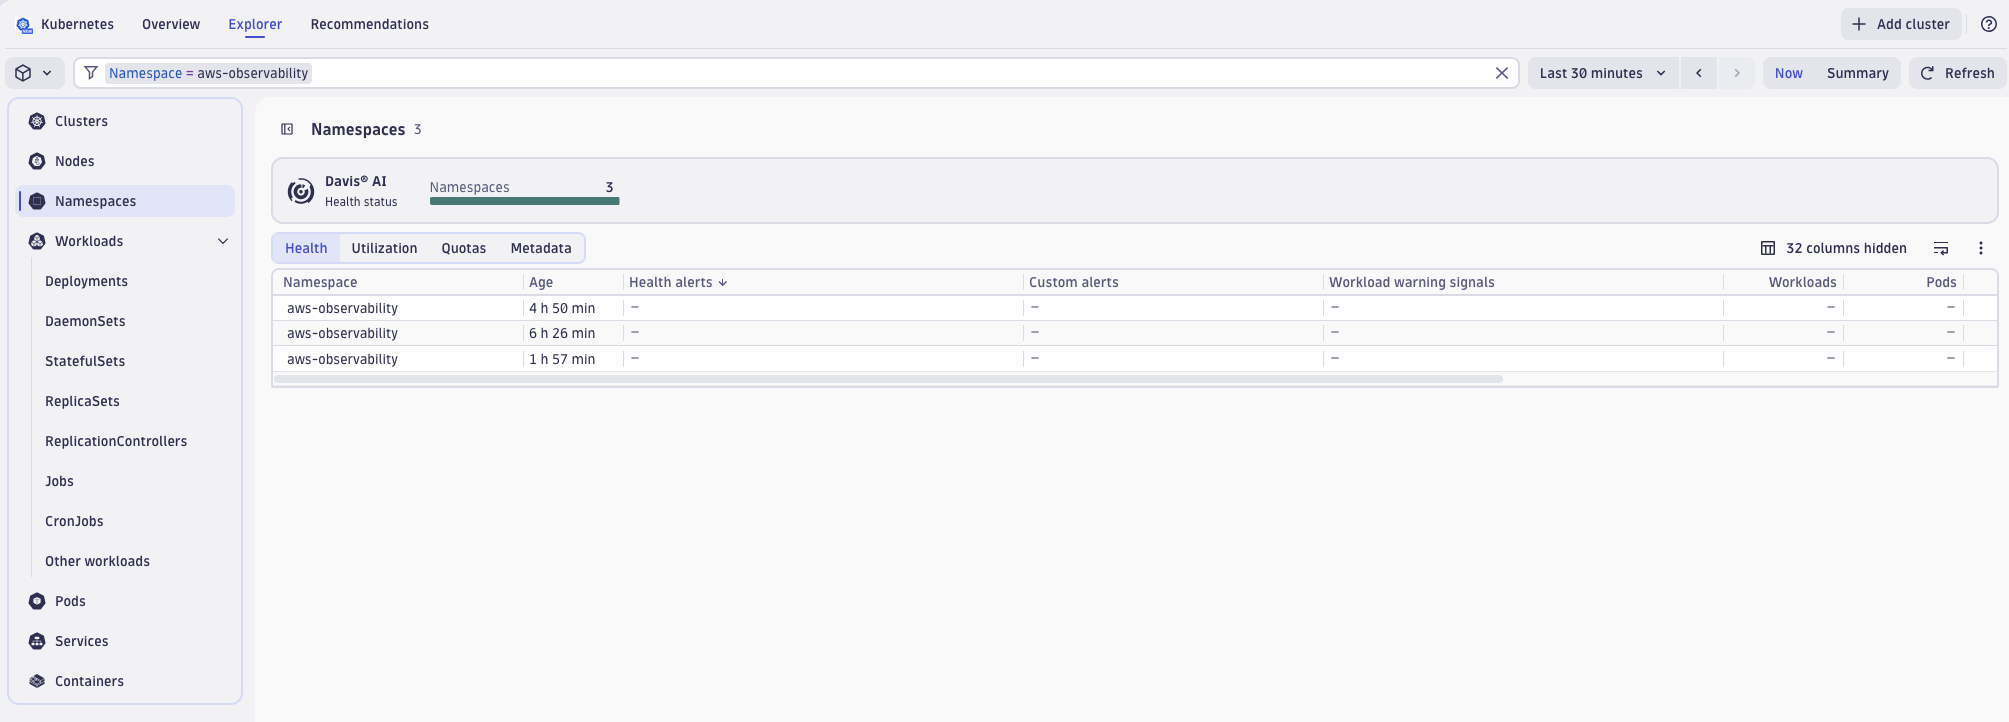 Kubernetes Overview Explorer Recommendations Add cluster
Namespace = aws-observability Last 30 minutes Now Summary Refresh
Clusters
Nodes
Namespaces
Workloads
Deployments
DaemonSets
StatefulSets
ReplicaSets
ReplicationControllers
Jobs
CronJobs
Other workloads
Pods
Services
Containers
Namespaces 3
Davis® AI
Health status
Namespaces 3
Health Utilization Quotas Metadata 32 columns hidden
Namespace Age Health alerts Custom alerts Workload warning signals Workloads Pods
aws-observability 4 h 50 min – – – – –
aws-observability 6 h 26 min – – – – –
aws-observability 1 h 57 min – – – – –